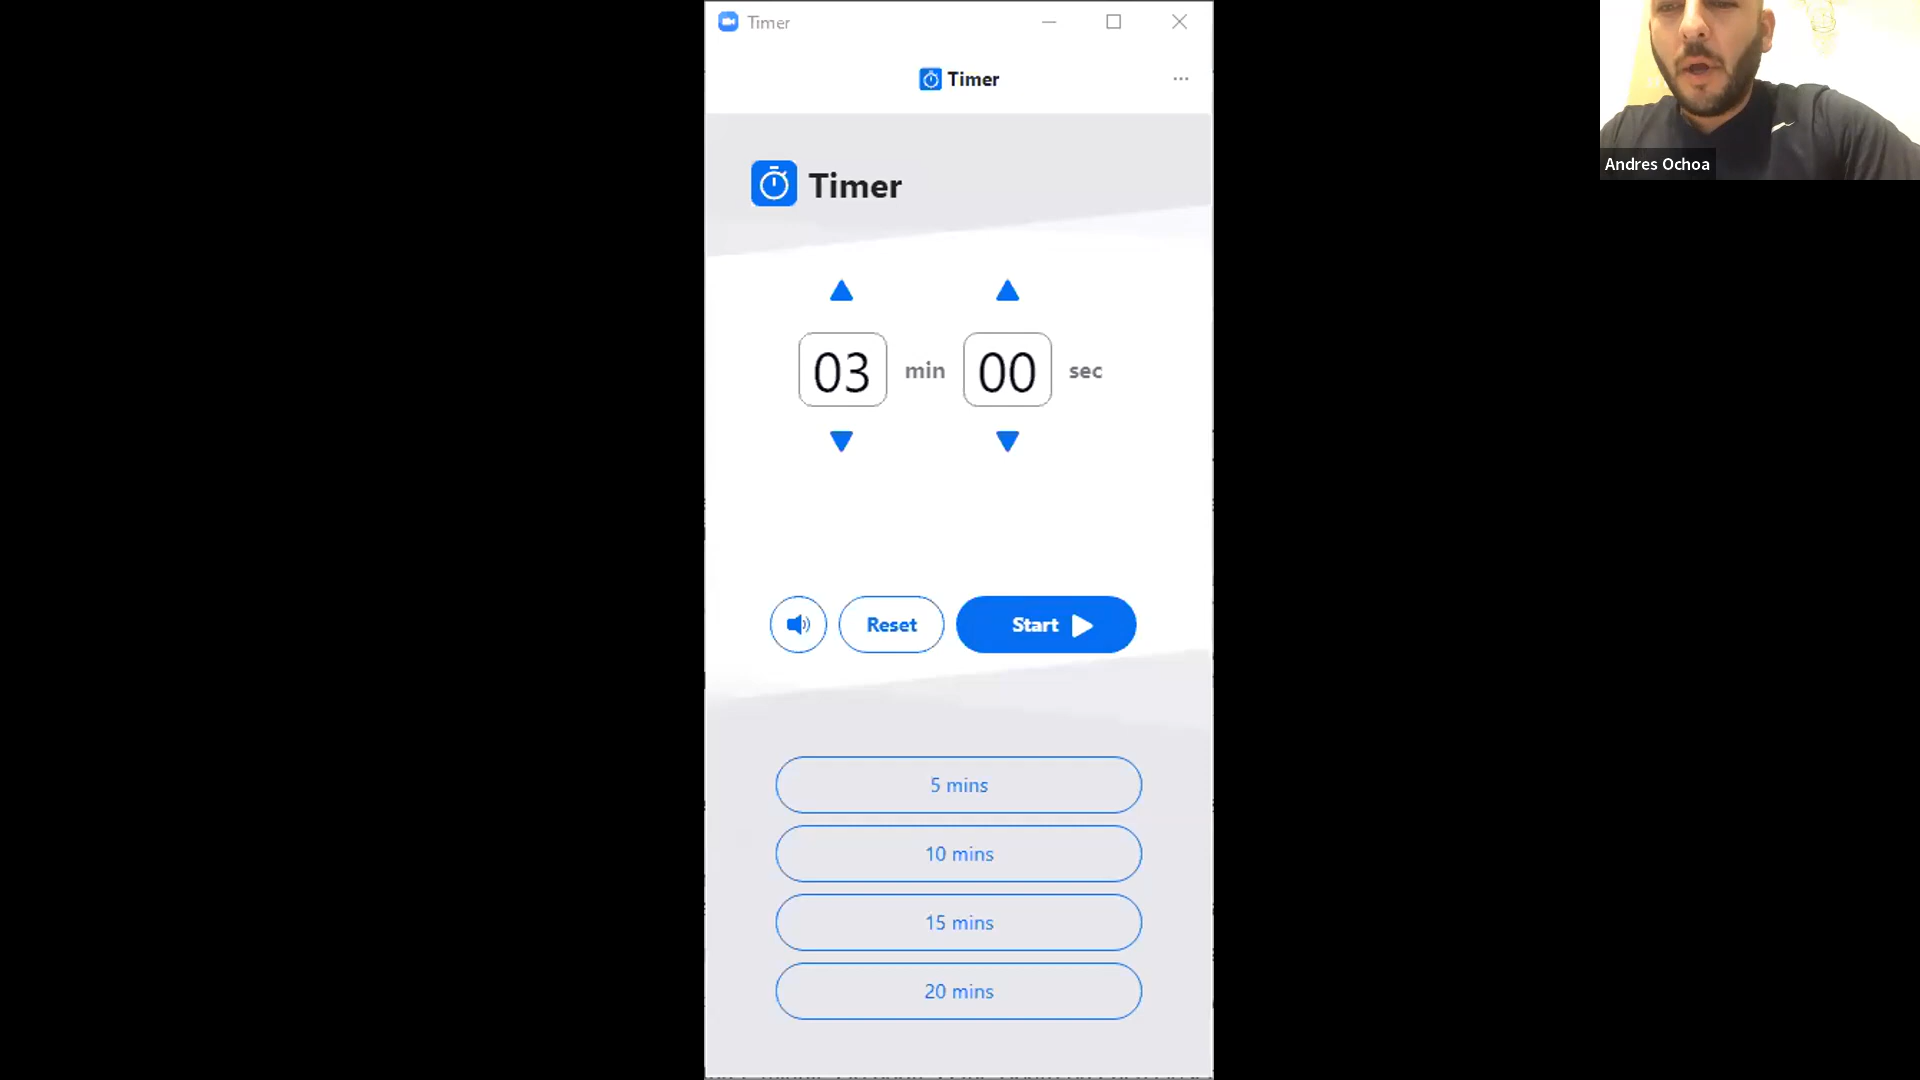 Timer
Timer
...
Timer
03 min 00 sec
Reset Start
5 mins
10 mins
15 mins
20 mins
Andres Ochoa